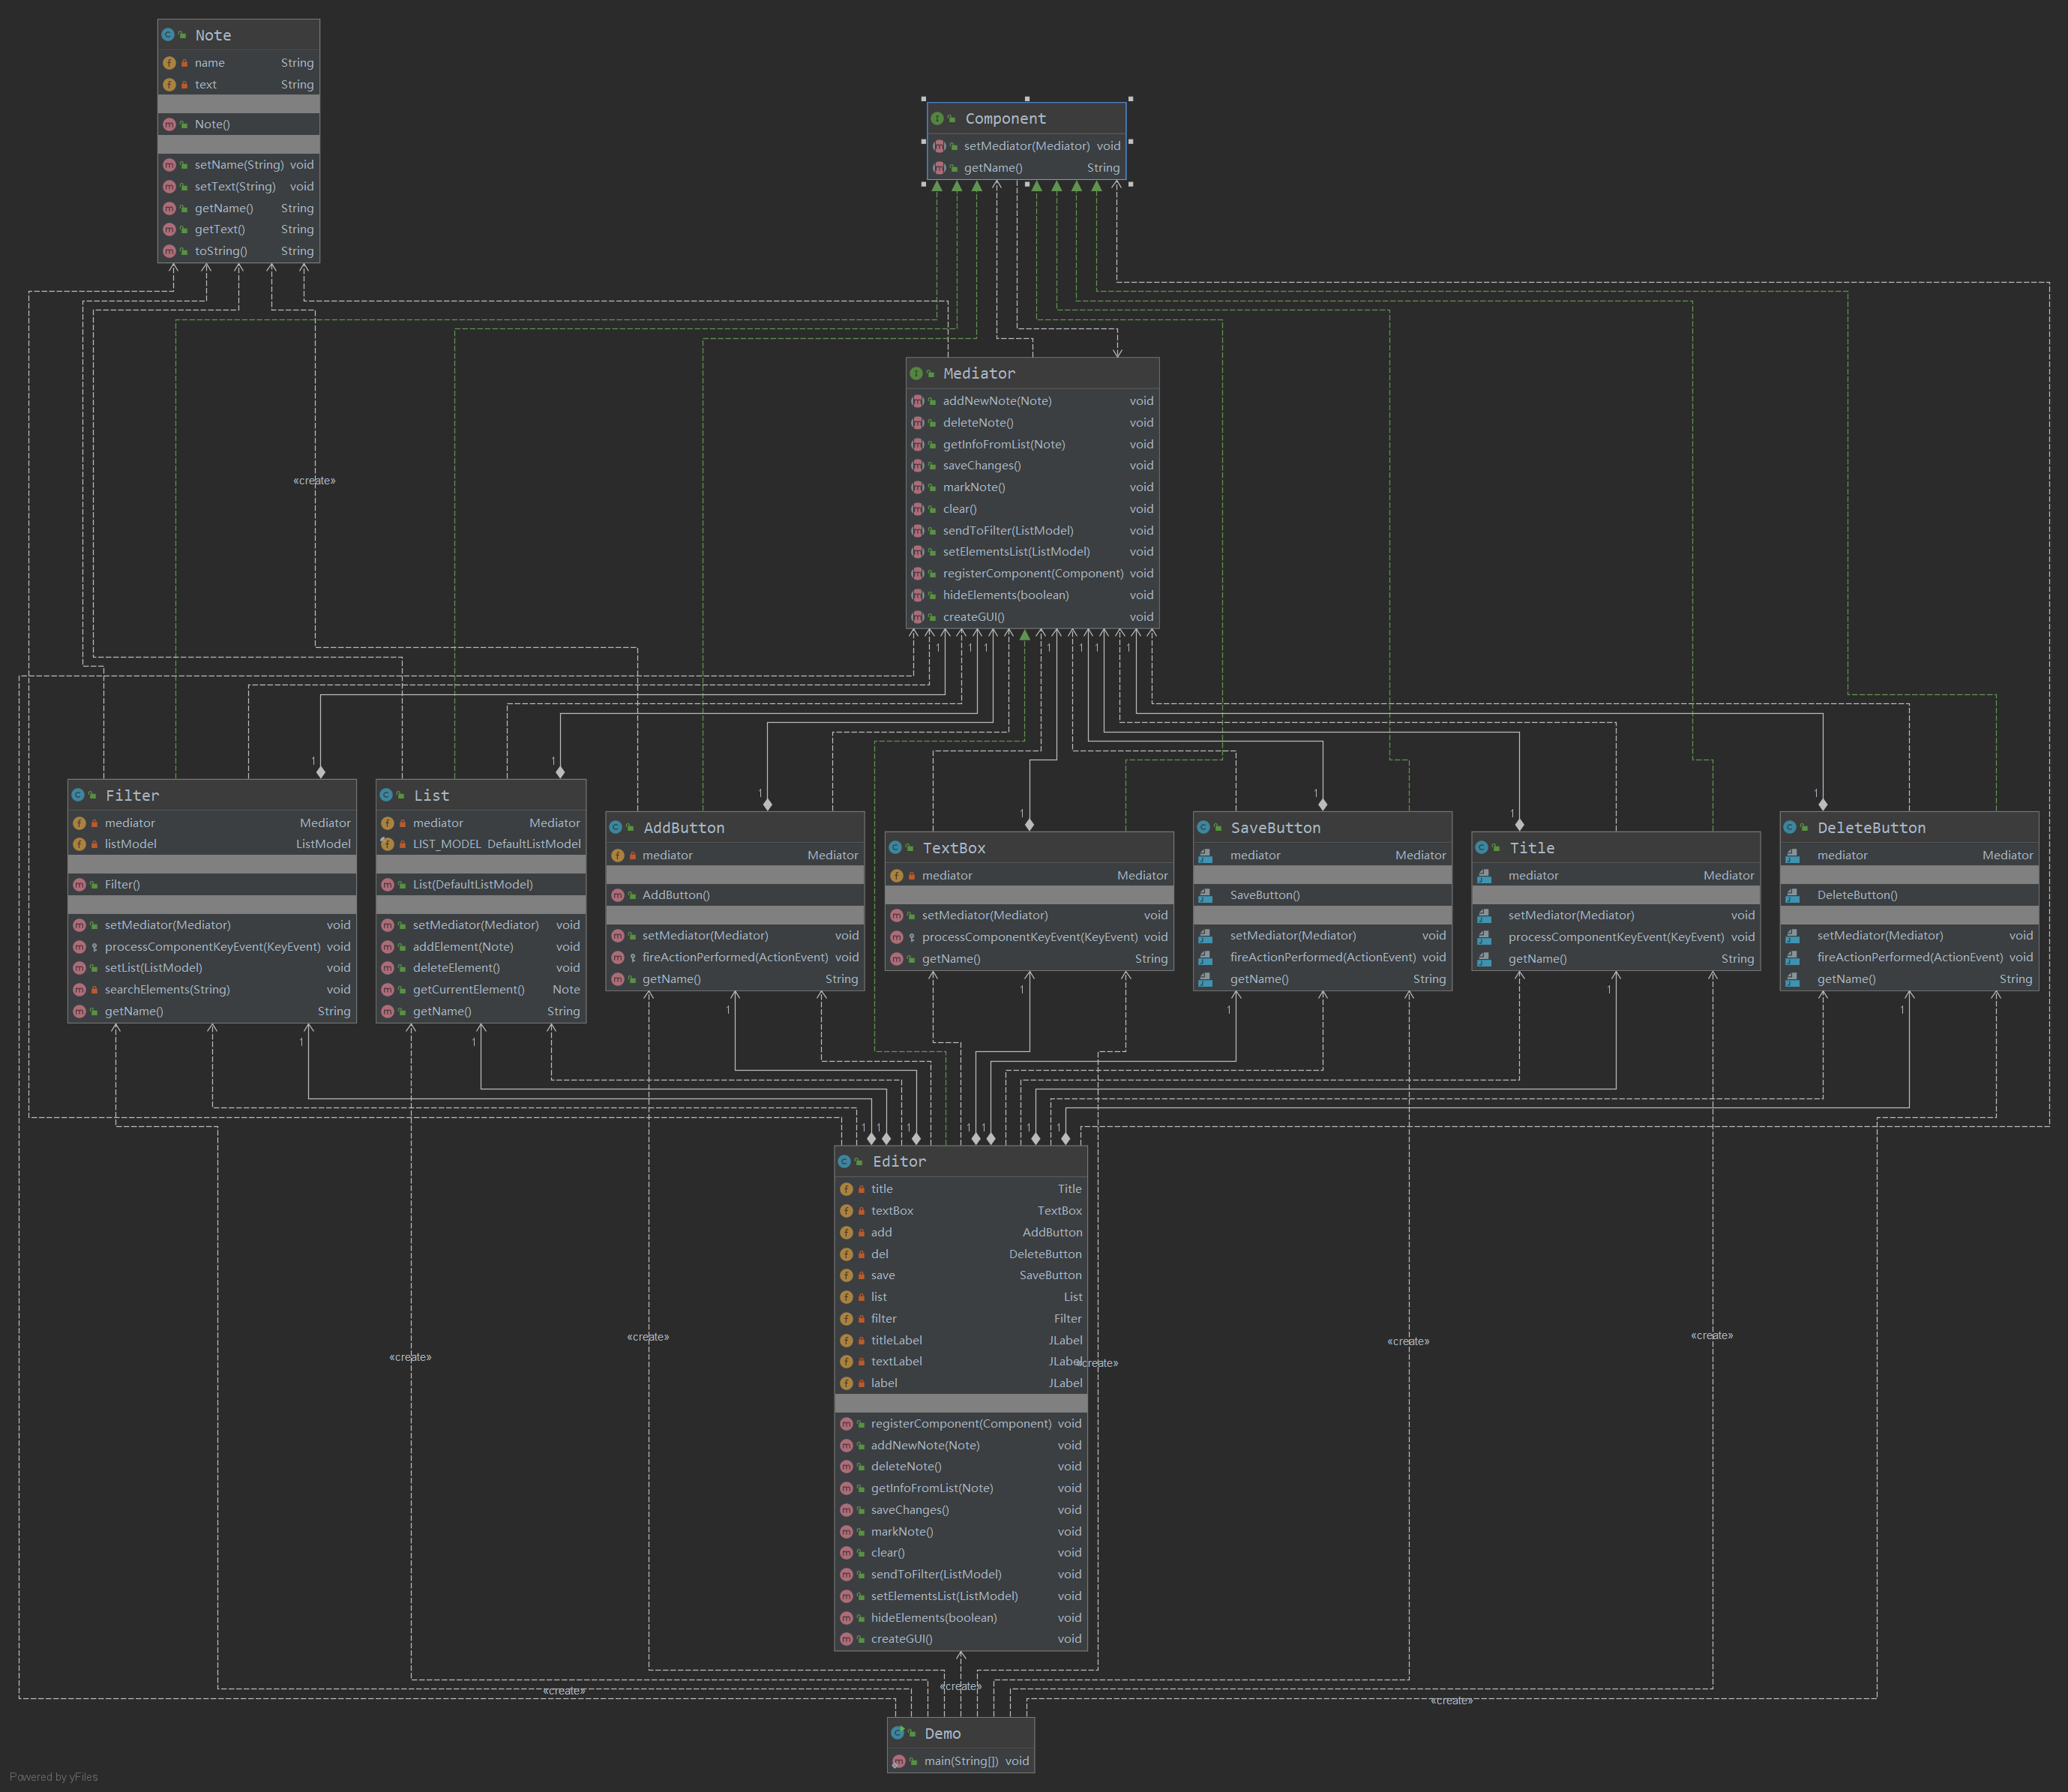 Note
name String
text String
Note()
setName(String) void
setText(String) void
getName() String
getText() String
toString() String
Component
setMediator(Mediator) void
getName() String
«create»
Mediator
addNewNote(Note) void
deleteNote() void
getInfoFromList(Note) void
saveChanges() void
markNote() void
clear() void
sendToFilter(ListModel) void
setElementsList(ListModel) void
registerComponent(Component) void
hideElements(boolean) void
createGUI() void
1 1 1 1 1 1 1
1 1 1 1 1 1 1
Filter
mediator Mediator
listModel ListModel
Filter()
setMediator(Mediator) void
processComponentKeyEvent(KeyEvent) void
setList(ListModel) void
searchElements(String) void
getName() String
List
mediator Mediator
LIST_MODEL DefaultListModel
List(DefaultListModel)
setMediator(Mediator) void
addElement(Note) void
deleteElement() void
getCurrentElement() Note
getName() String
AddButton
mediator Mediator
AddButton()
setMediator(Mediator) void
fireActionPerformed(ActionEvent) void
getName() String
TextBox
mediator Mediator
setMediator(Mediator) void
processComponentKeyEvent(KeyEvent) void
getName() String
SaveButton
mediator Mediator
SaveButton()
setMediator(Mediator) void
fireActionPerformed(ActionEvent) void
getName() String
Title
mediator Mediator
setMediator(Mediator) void
processComponentKeyEvent(KeyEvent) void
getName() String
DeleteButton
mediator Mediator
DeleteButton()
setMediator(Mediator) void
fireActionPerformed(ActionEvent) void
getName() String
1 1 1 1 1 1 1
1 1 1 1 1 1 1
Editor
title Title
textBox TextBox
add AddButton
del DeleteButton
save SaveButton
list List
filter Filter
titleLabel JLabel
textLabel JLabel
label JLabel
registerComponent(Component) void
addNewNote(Note) void
deleteNote() void
getInfoFromList(Note) void
saveChanges() void
markNote() void
clear() void
sendToFilter(ListModel) void
setElementsList(ListModel) void
hideElements(boolean) void
createGUI() void
«create»
«create»
«create»
«create»
«create»
«create»
«create»
«create»
Demo
main(String[]) void
Powered by yFiles